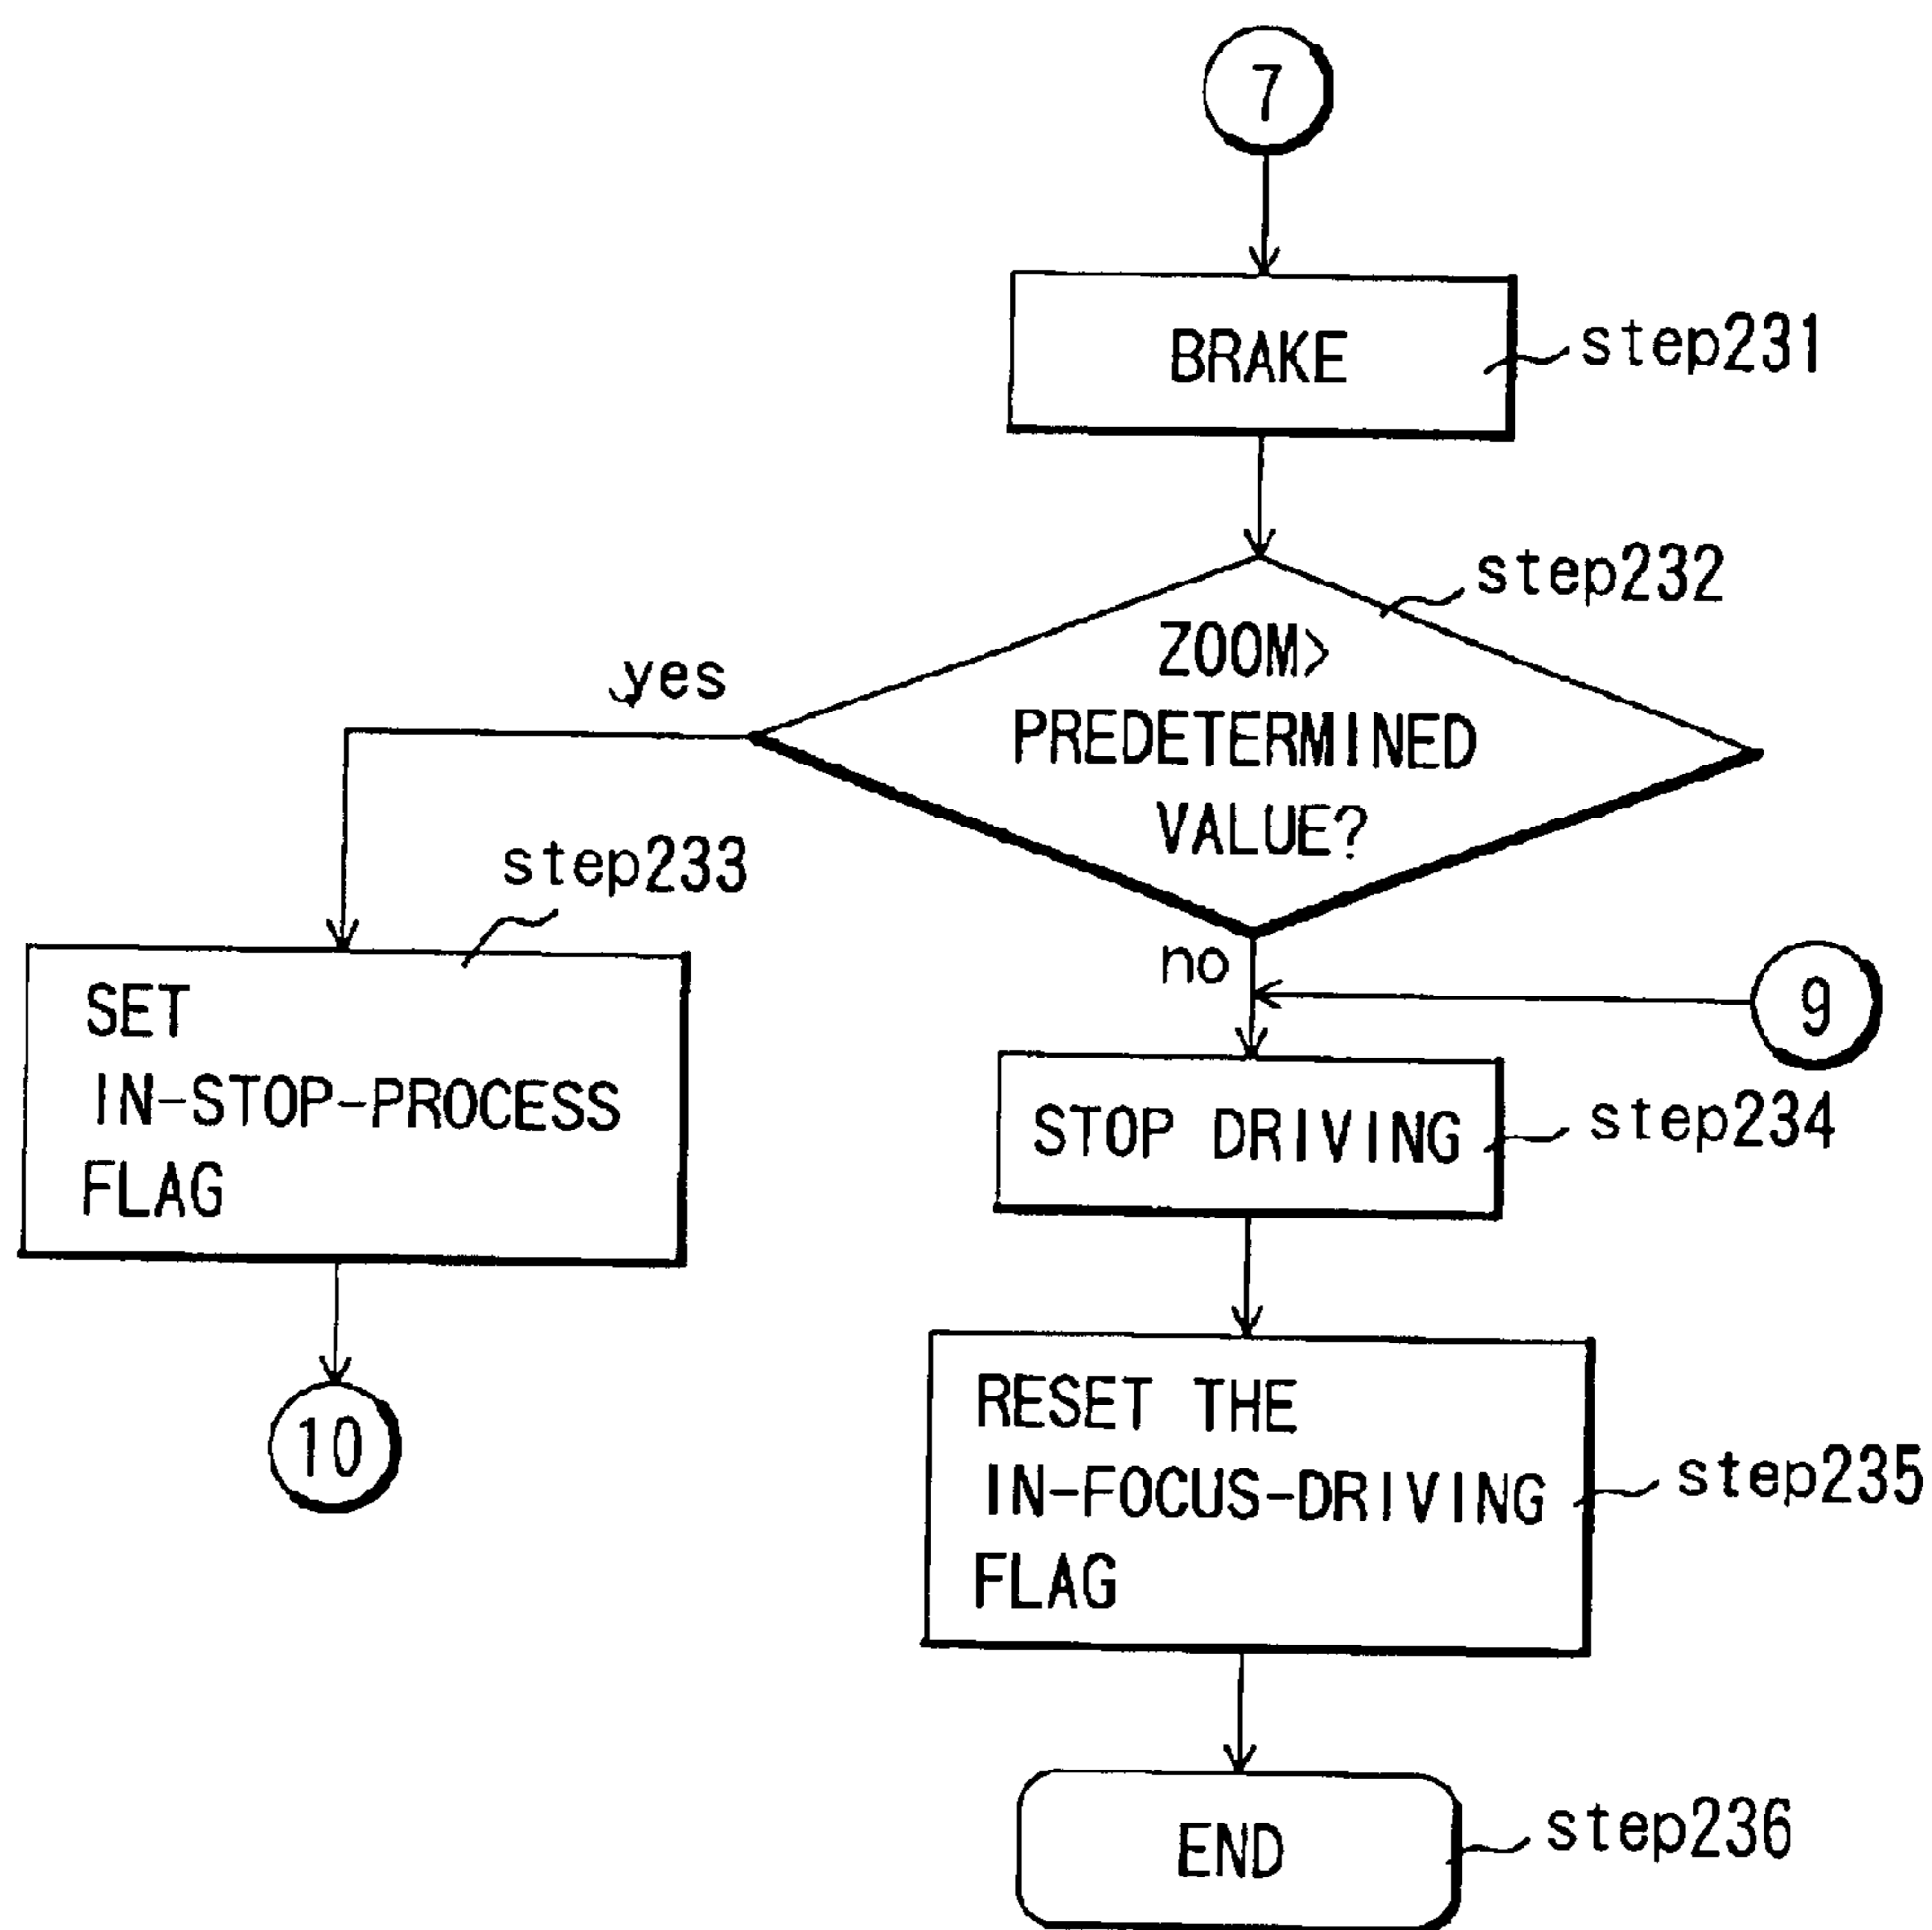 7
BRAKE
step231
step232
ZOOM>
PREDETERMINED
VALUE?
yes
no
step233
SET
IN-STOP-PROCESS
FLAG
10
9
STOP DRIVING
step234
RESET THE
IN-FOCUS-DRIVING
FLAG
step235
END
step236